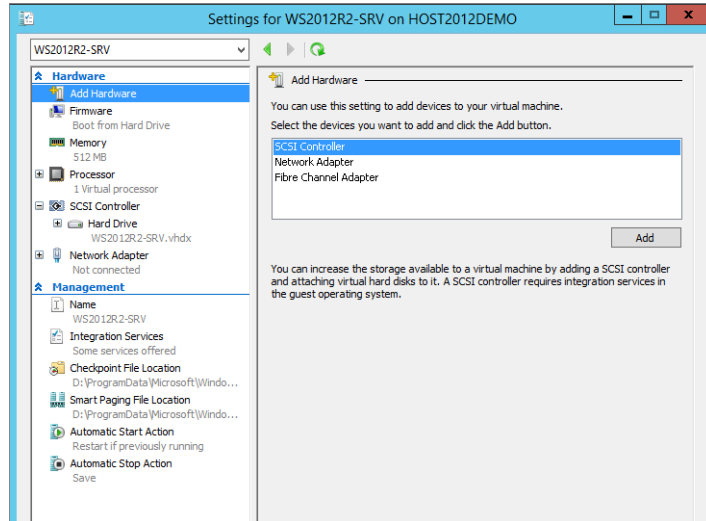 Settings for WS2012R2-SRV on HOST2012DEMO
WS2012R2-SRV
Hardware
Add Hardware
Firmware
Boot from Hard Drive
Memory
512 MB
Processor
1 Virtual processor
SCSI Controller
Hard Drive
WS2012R2-SRV.vhdx
Network Adapter
Not connected
Management
Name
WS2012R2-SRV
Integration Services
Some services offered
Checkpoint File Location
D:\ProgramData\Microsoft\Windo...
Smart Paging File Location
D:\ProgramData\Microsoft\Windo...
Automatic Start Action
Restart if previously running
Automatic Stop Action
Save
Add Hardware
You can use this setting to add devices to your virtual machine.
Select the devices you want to add and click the Add button.
SCSI Controller
Network Adapter
Fibre Channel Adapter
Add
You can increase the storage available to a virtual machine by adding a SCSI controller
and attaching virtual hard disks to it. A SCSI controller requires integration services in
the guest operating system.